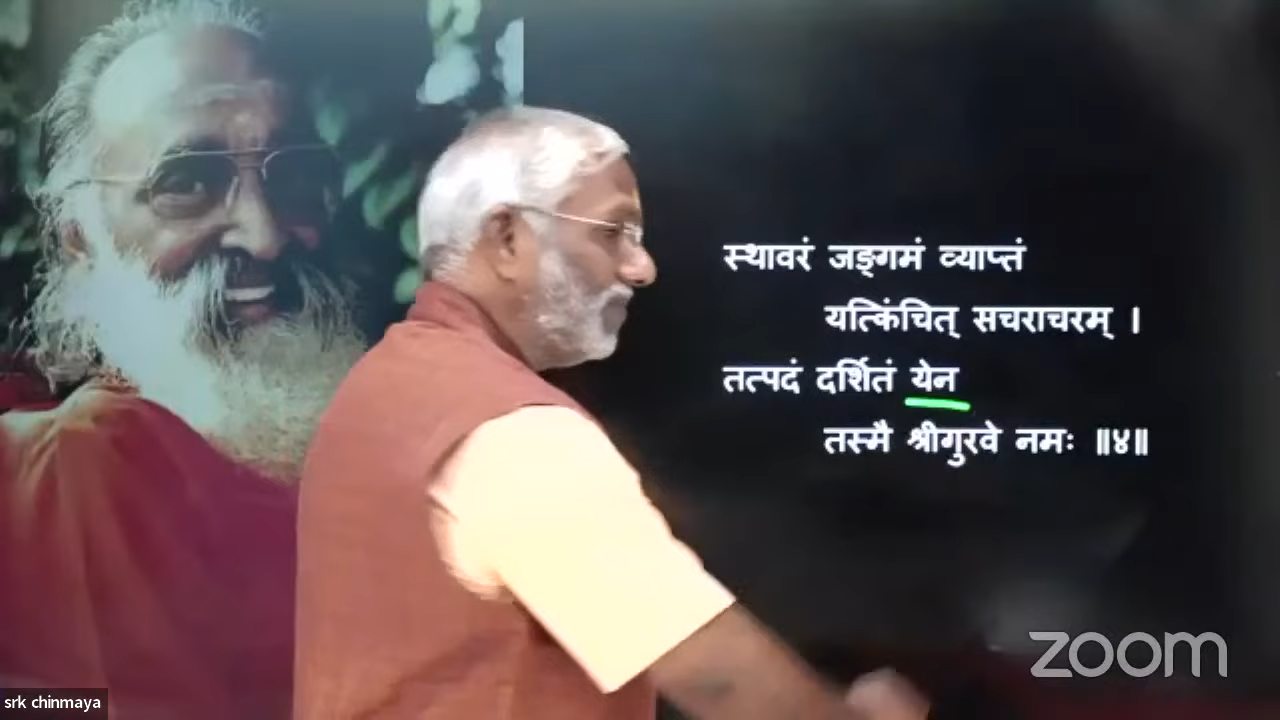 स्थावरं जङ्गमं व्याप्तं
यत्किंचित् सचराचरम् ।
तत्पदं दर्शितं येन
तस्मै श्रीगुरवे नमः ॥४॥
zoom
srk chinmaya